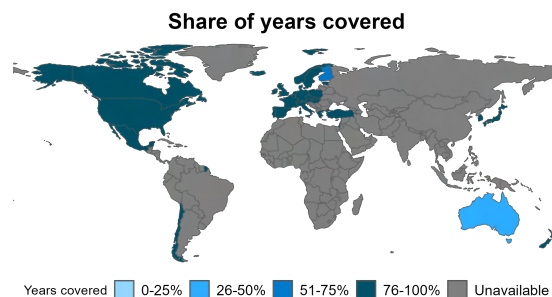 Share of years covered
Years covered 0-25% 26-50% 51-75% 76-100% Unavailable